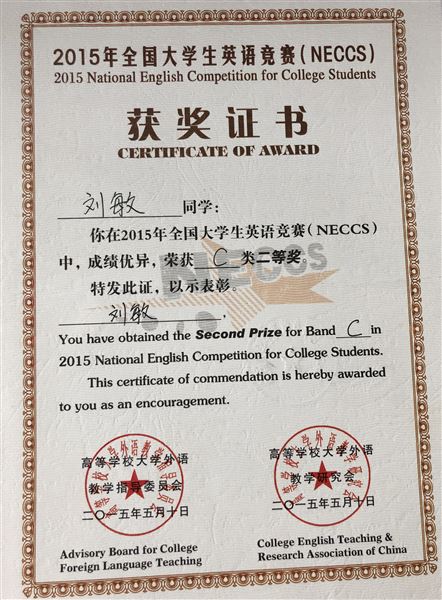 2015年全国大学生英语竞赛(NECCS)
2015 National English Competition for College Students
获奖证书
CERTIFICATE OF AWARD
刘敏 同学:
你在2015年全国大学生英语竞赛(NECCS)
中,成绩优异,荣获 C 类二等奖。
特发此证,以示表彰。
NECCS
刘敏,
You have obtained the Second Prize for Band C in
2015 National English Competition for College Students.
This certificate of commendation is hereby awarded
to you as an encouragement.
高等学校大学外语
教学指导委员会
二〇一五年五月十日
Advisory Board for College
Foreign Language Teaching
高等学校大学外语
教学研究会
二〇一五年五月十日
College English Teaching &
Research Association of China